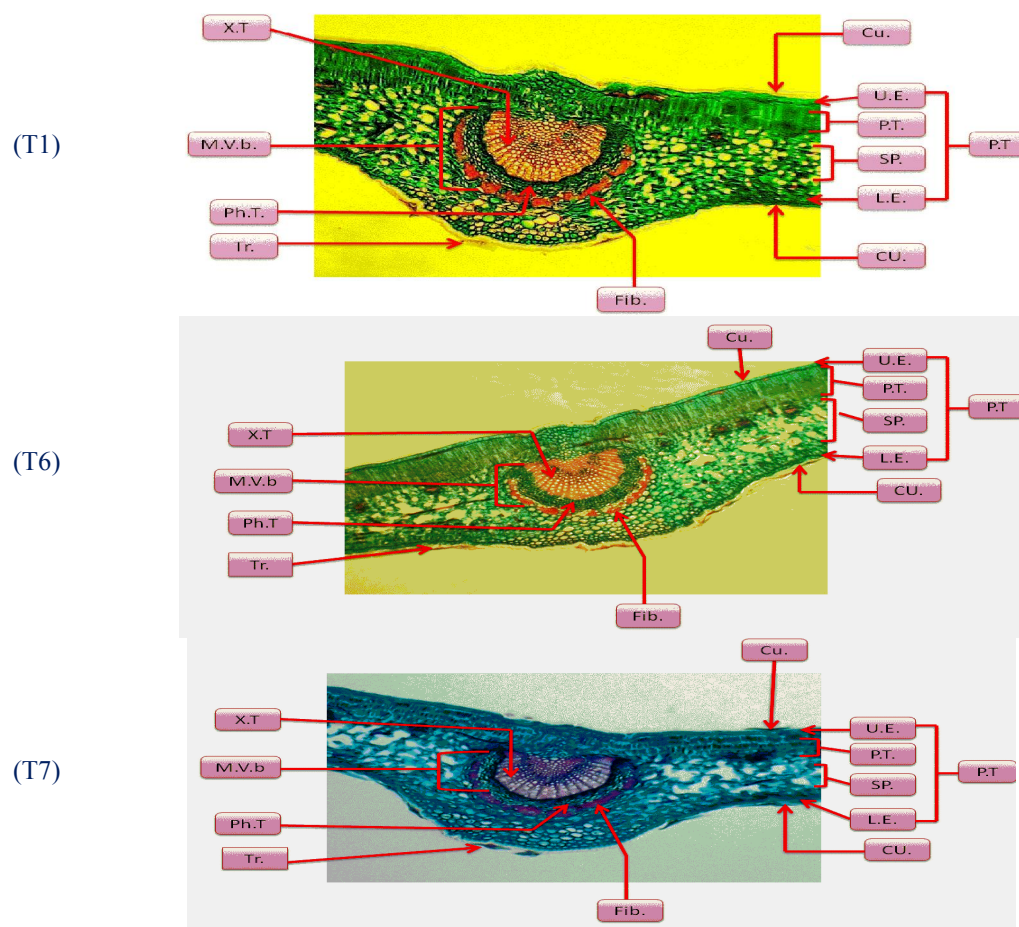 (T1)
X.T
Cu.
U.E.
P.T.
P.T
M.V.b.
SP.
L.E.
Ph.T.
Tr.
CU.
Fib.
(T6)
Cu.
U.E.
P.T.
P.T
SP.
X.T
L.E.
M.V.b
CU.
Ph.T
Tr.
Fib.
(T7)
Cu.
X.T
U.E.
P.T.
M.V.b
P.T
SP.
Ph.T
L.E.
Tr.
CU.
Fib.